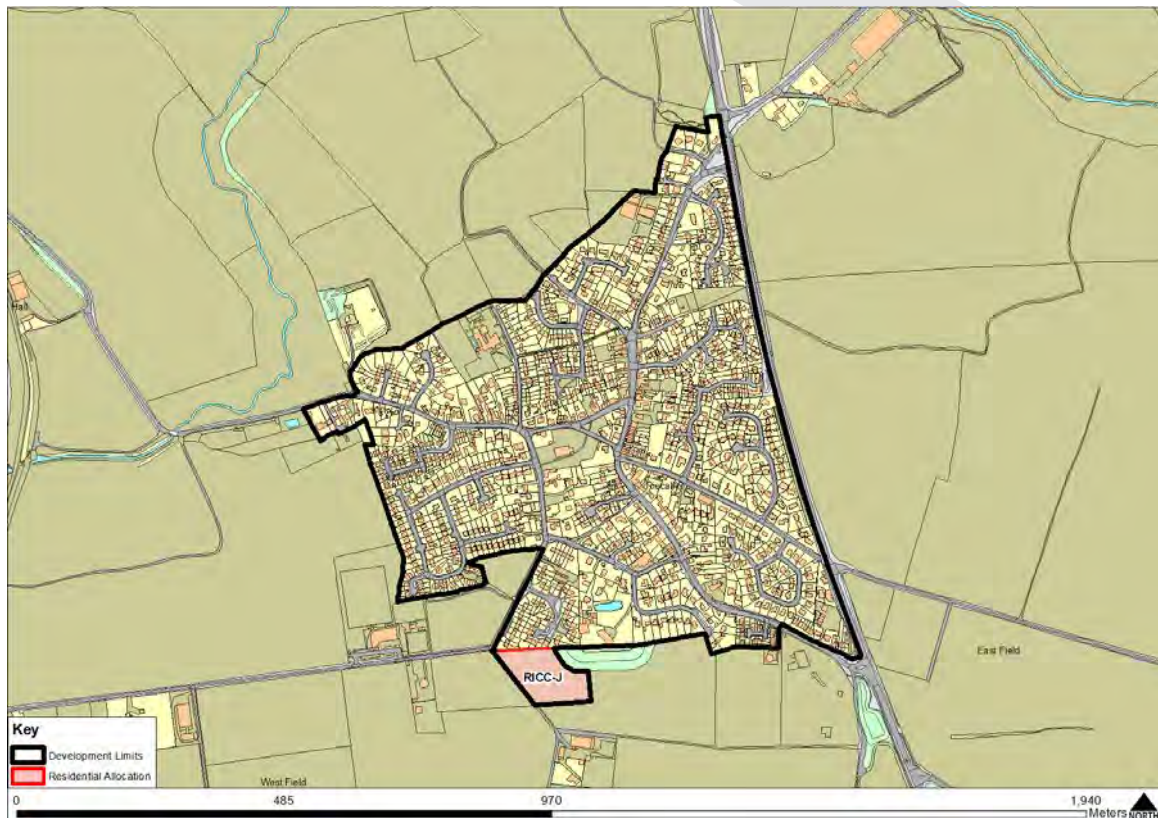 Hall
East Field
RICC-J
West Field
Key
Development Limits
Residential Allocation
0 485 970 1,940
Meters NORTH